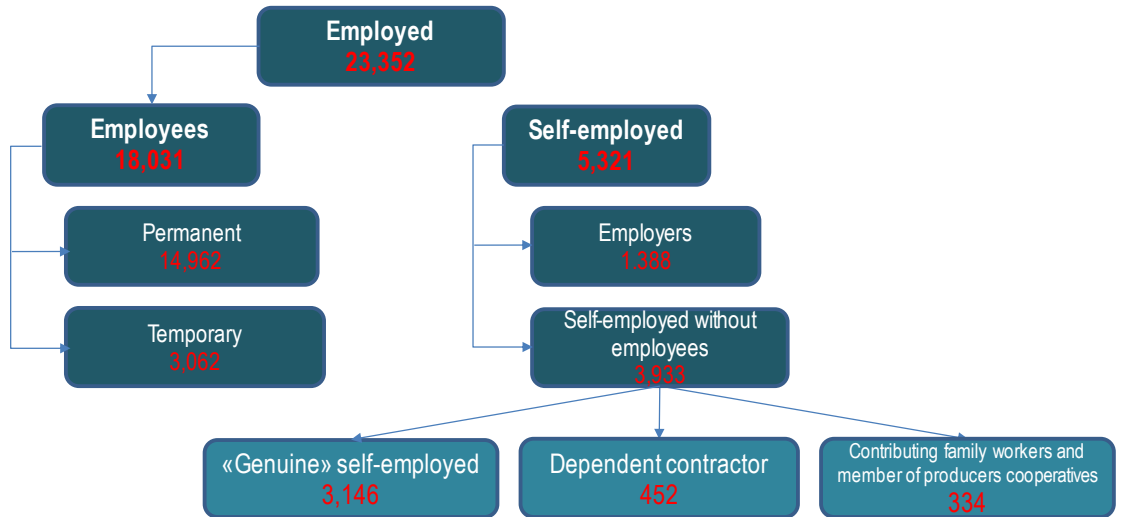 Employed
23,352
Employees
18,031
Self-employed
5,321
Permanent
14,962
Employers
1.388
Temporary
3,062
Self-employed without
employees
3,933
«Genuine» self-employed
3,146
Dependent contractor
452
Contributing family workers and
member of producers cooperatives
334